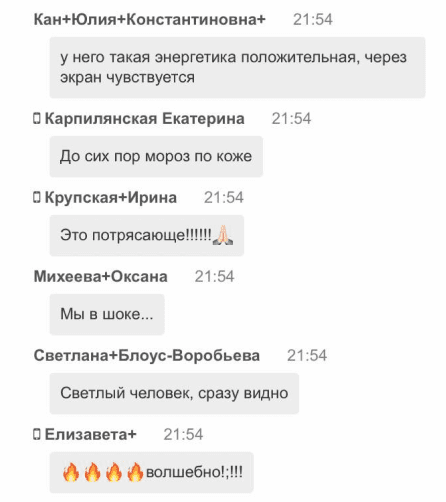 Кан+Юлия+Константиновна+ 21:54
у него такая энергетика положительная, через
экран чувствуется
▯ Карпилянская Екатерина 21:54
До сих пор мороз по коже
▯ Крупская+Ирина 21:54
Это потрясающе!!!!!!🙏🏻
Михеева+Оксана 21:54
Мы в шоке...
Светлана+Блоус-Воробьева 21:54
Светлый человек, сразу видно
▯ Елизавета+ 21:54
🔥🔥🔥🔥волшебно!;!!!